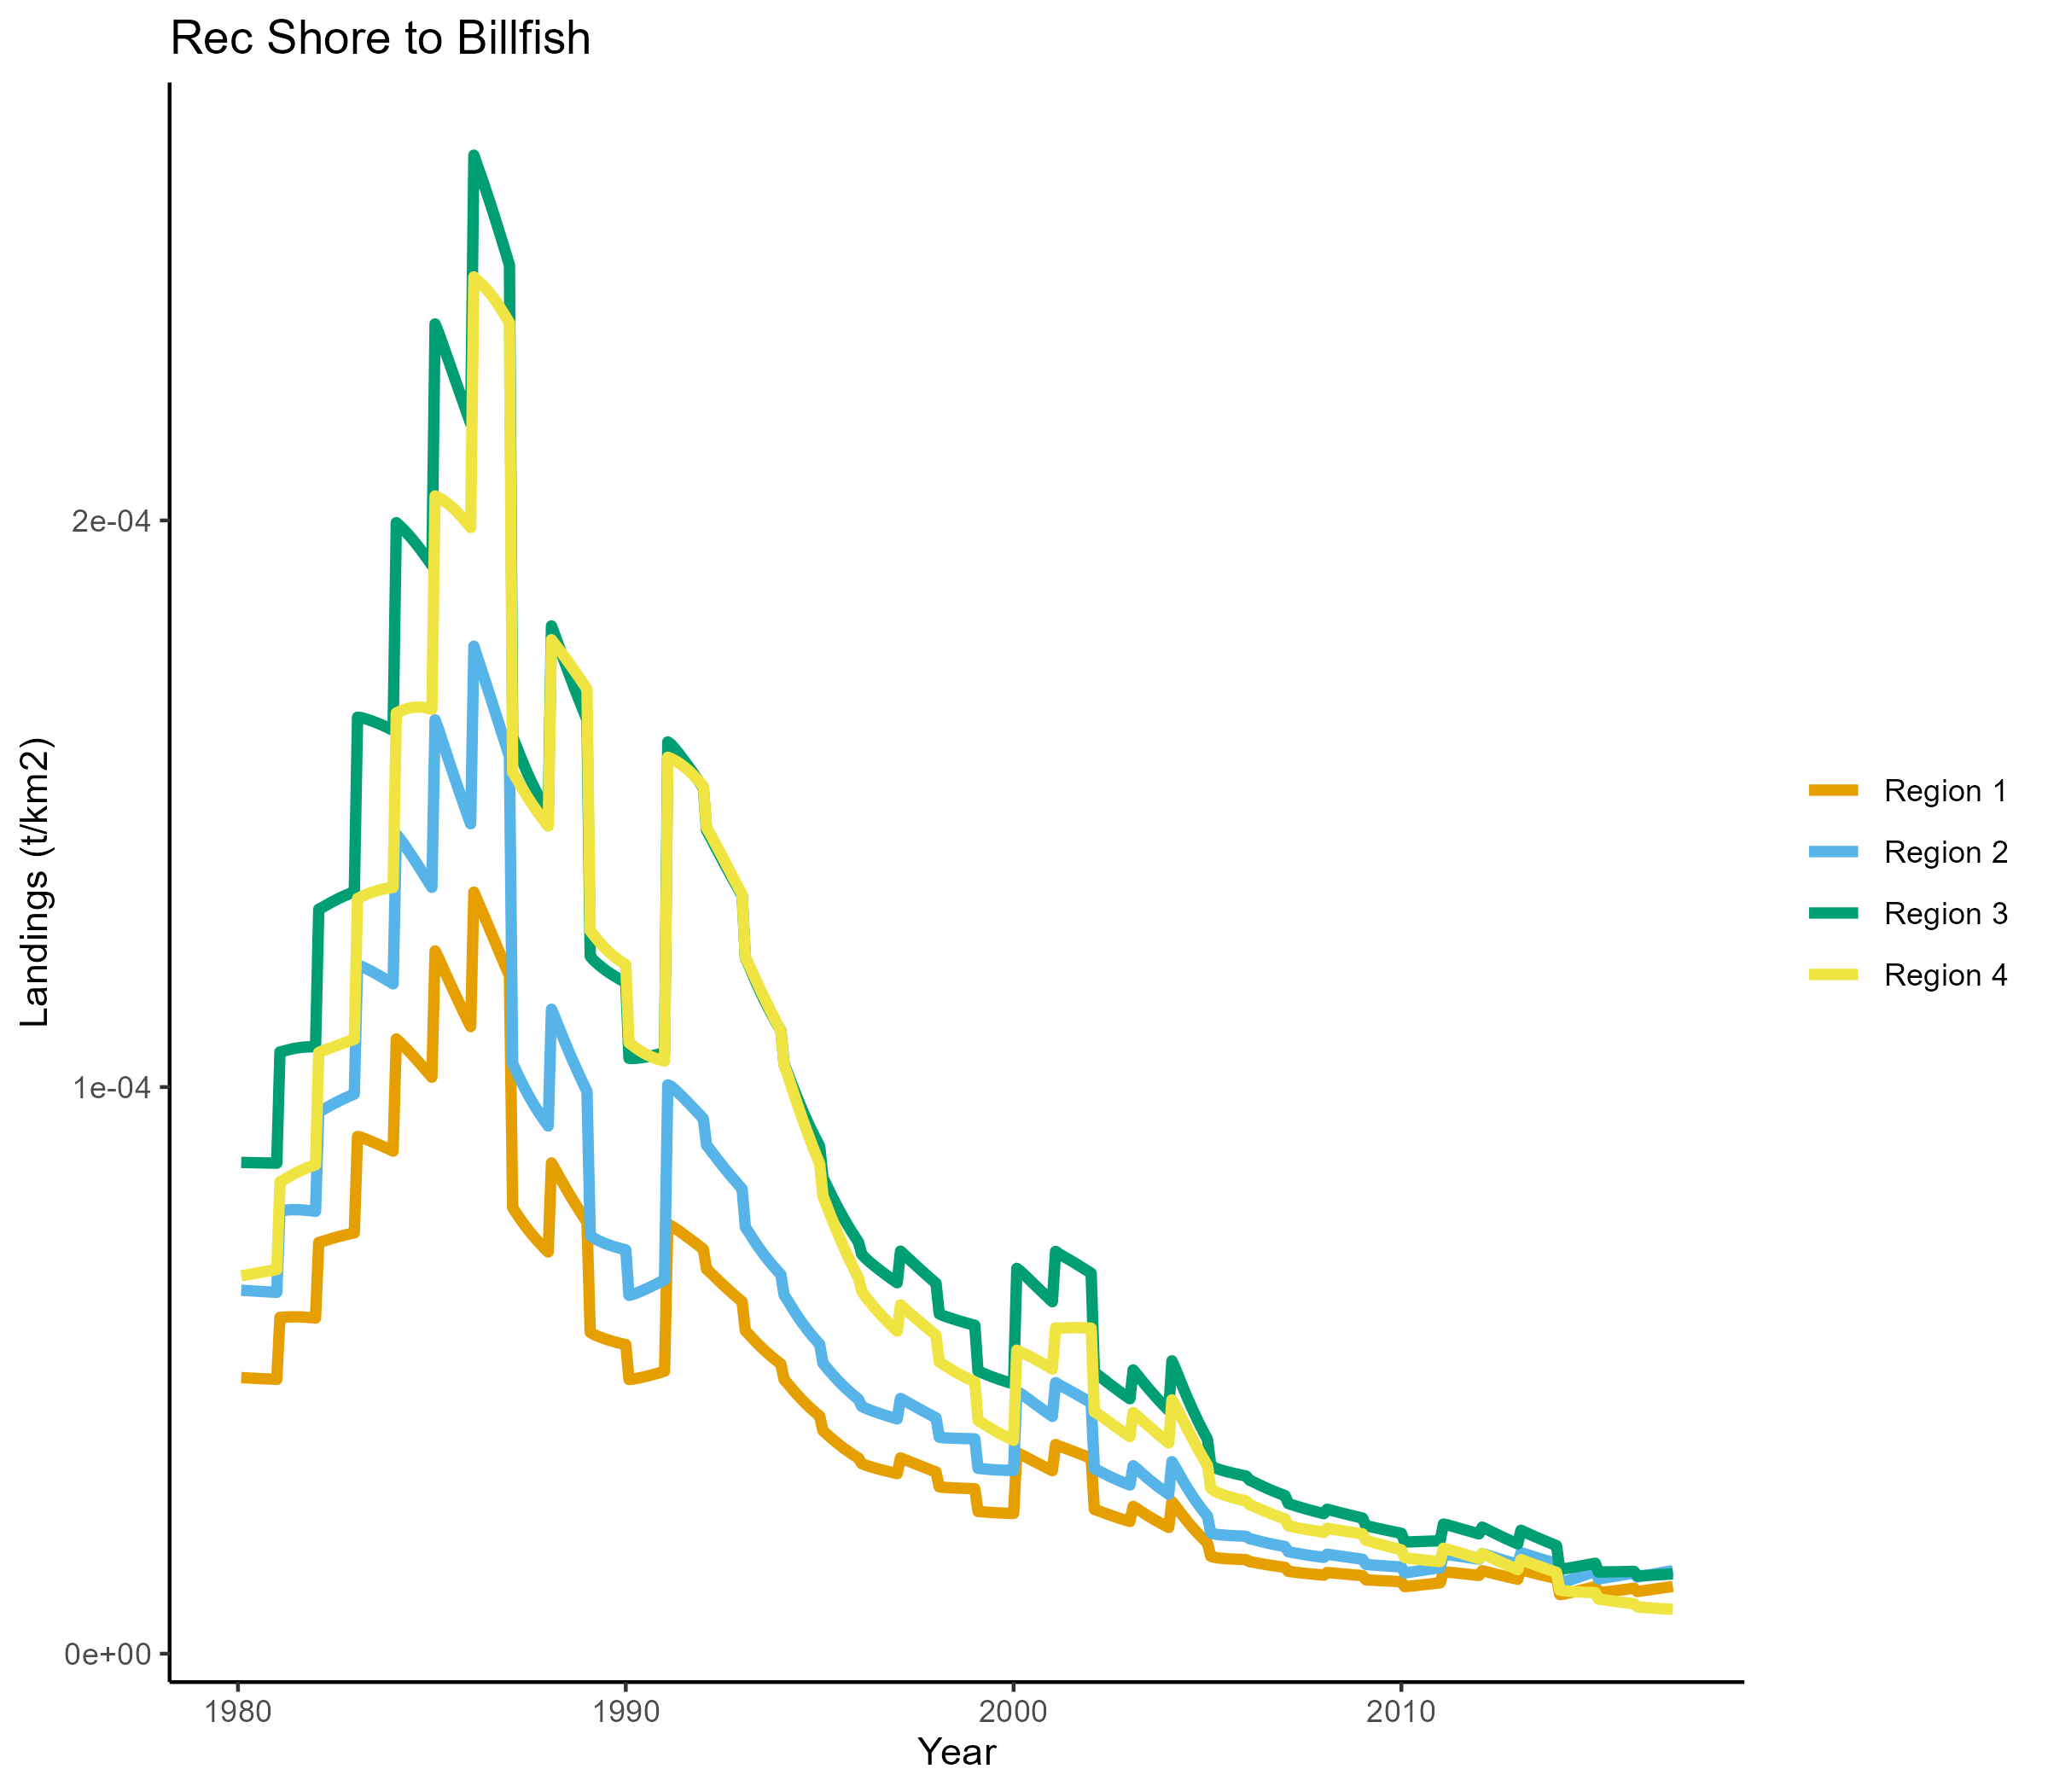 Rec Shore to Billfish
Landings (t/km2)
2e-04
1e-04
0e+00
1980
1990
2000
2010
Year
Region 1
Region 2
Region 3
Region 4